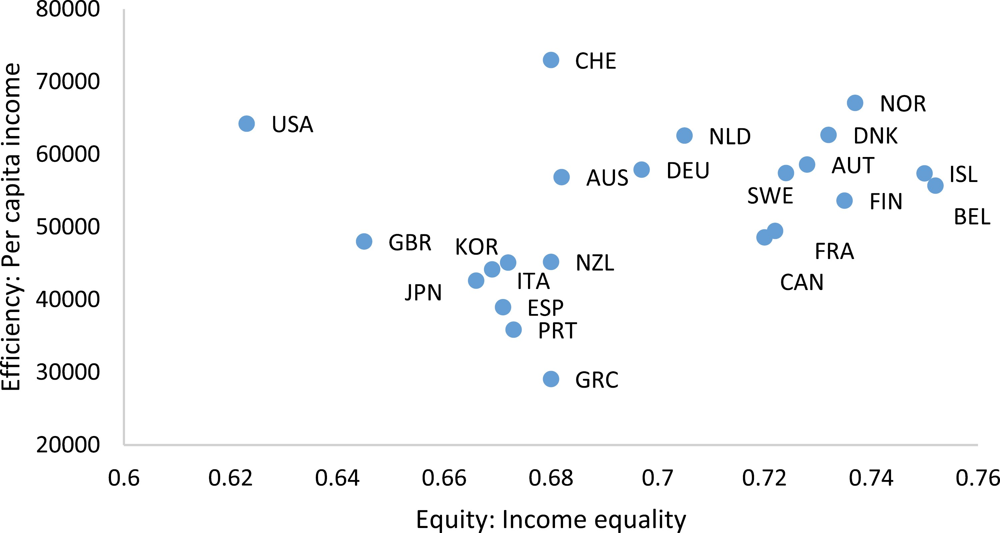 80000
70000
60000
50000
40000
30000
20000
Efficiency: Per capita income
CHE
NOR
USA
NLD
DNK
AUS
DEU
AUT
ISL
SWE
FIN
BEL
GBR
KOR
FRA
NZL
ITA
CAN
JPN
ESP
PRT
GRC
0.6
0.62
0.64
0.66
0.68
0.7
0.72
0.74
0.76
Equity: Income equality